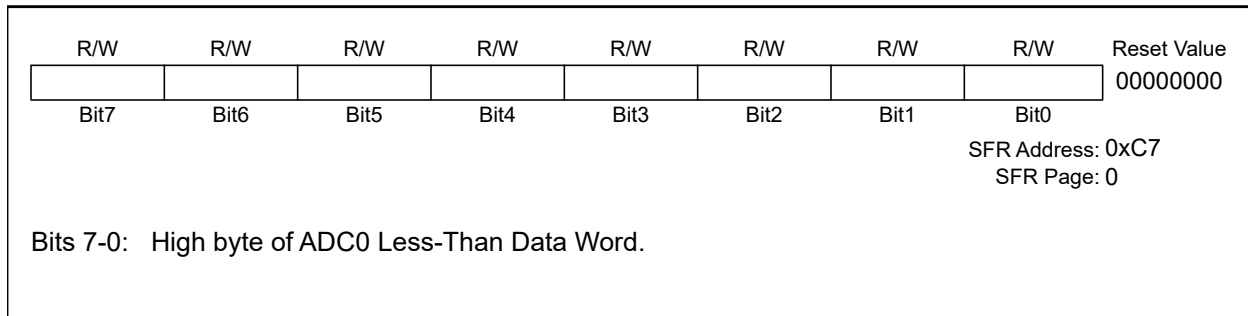 R/W R/W R/W R/W R/W R/W R/W R/W Reset Value
00000000
Bit7 Bit6 Bit5 Bit4 Bit3 Bit2 Bit1 Bit0
SFR Address: 0xC7
SFR Page: 0
Bits 7-0: High byte of ADC0 Less-Than Data Word.